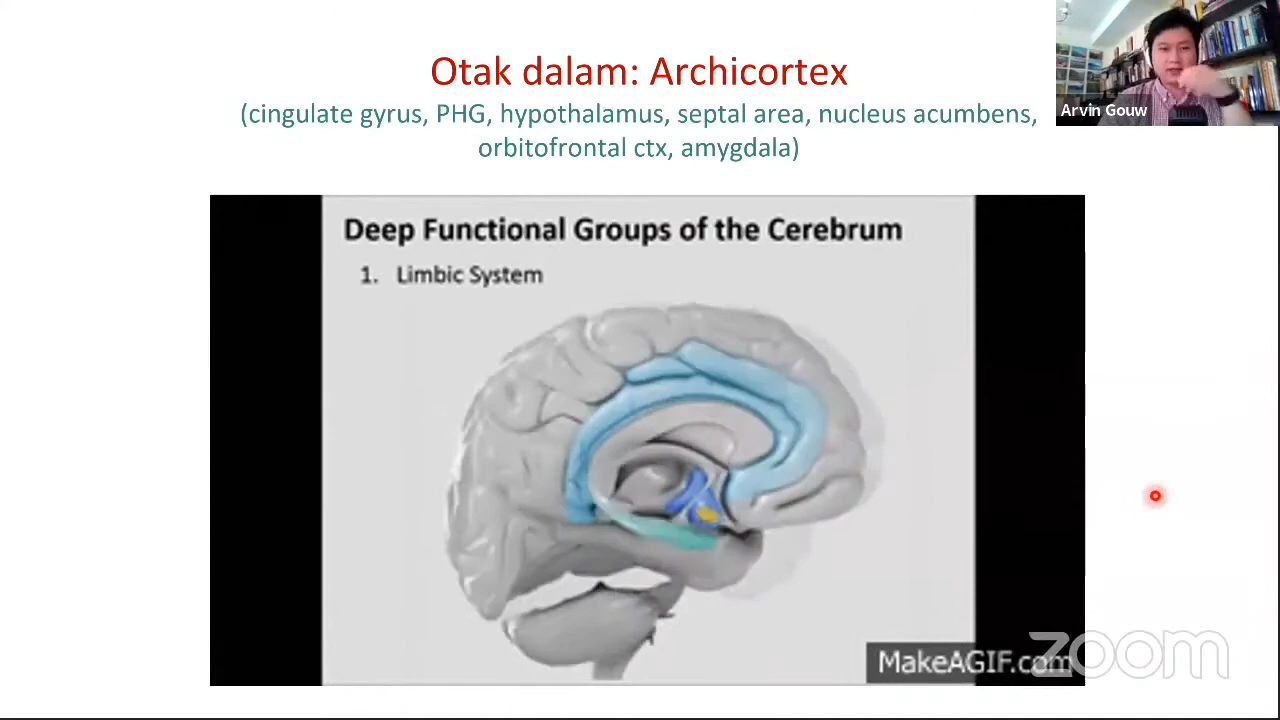 Otak dalam: Archicortex
(cingulate gyrus, PHG, hypothalamus, septal area, nucleus acumbens,
orbitofrontal ctx, amygdala)
Arvin Gouw
Deep Functional Groups of the Cerebrum
1. Limbic System
MakeAGIF.com
zoom